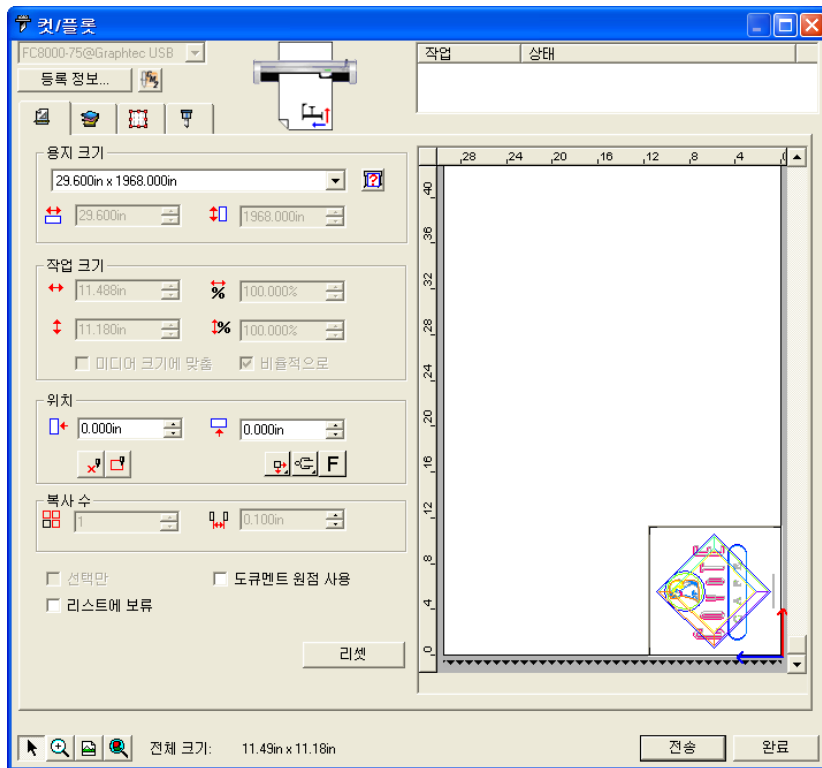 컷/플롯
FC8000-75@Graphtec USB
작업 상태
등록 정보...
용지 크기
29.600in x 1968.000in
29.600in 1968.000in
작업 크기
11.488in % 100.000%
11.180in % 100.000%
미디어 크기에 맞춤 비율적으로
위치
0.000in 0.000in
F
복사 수
1 0.100in
선택만 도큐멘트 원점 사용
리스트에 보류
리셋
28 24 20 16 12 8 4 0
40
36
32
28
24
20
16
12
8
4
0
전체 크기: 11.49in x 11.18in
전송 완료